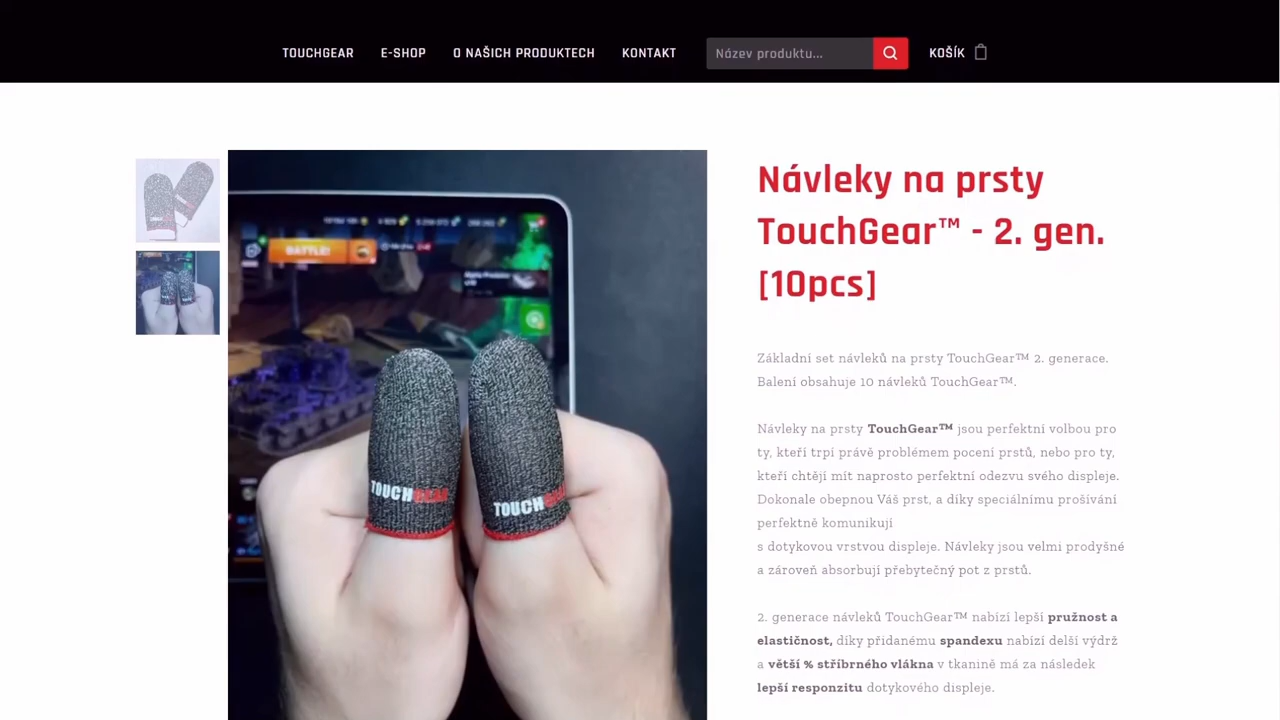 TOUCHGEAR E-SHOP O NAŠICH PRODUKTECH KONTAKT Název produktu... KOŠÍK
Návleky na prsty
TouchGear™ - 2. gen.
[10pcs]
BATTLE!
TOUCHGEAR
TOUCHGEAR
Základní set návleků na prsty TouchGear™ 2. generace.
Balení obsahuje 10 návleků TouchGear™.
Návleky na prsty TouchGear™ jsou perfektní volbou pro
ty, kteří trpí právě problémem pocení prstů, nebo pro ty,
kteří chtějí mít naprosto perfektní odezvu svého displeje.
Dokonale obepnou Váš prst, a díky speciálnímu prošívání
perfektně komunikují
s dotykovou vrstvou displeje. Návleky jsou velmi prodyšné
a zároveň absorbují přebytečný pot z prstů.
2. generace návleků TouchGear™ nabízí lepší pružnost a
elastičnost, díky přidanému spandexu nabízí delší výdrž
a větší % stříbrného vlákna v tkanině má za následek
lepší responzitu dotykového displeje.